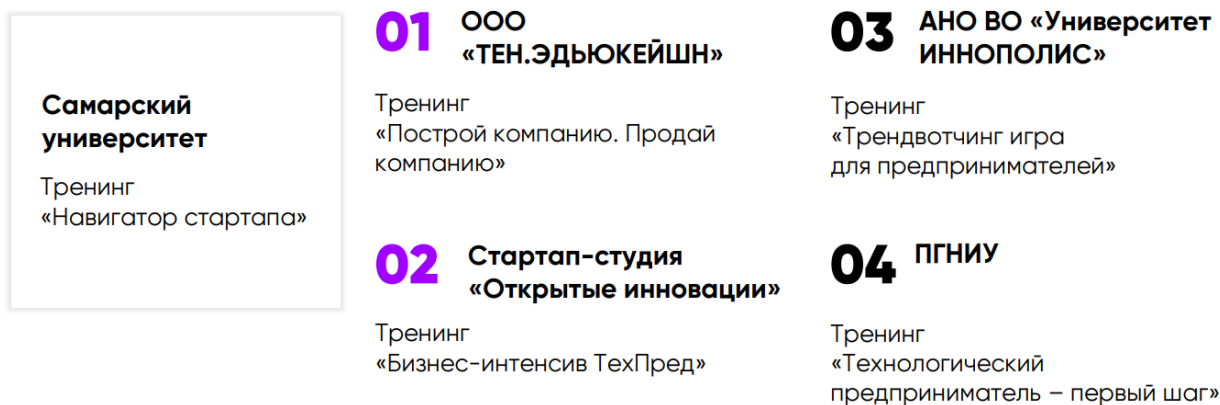 Самарский
университет
Тренинг
«Навигатор стартапа»
01 ООО
«ТЕН.ЭДЬЮКЕЙШН»
Тренинг
«Построй компанию. Продай
компанию»
02 Стартап-студия
«Открытые инновации»
Тренинг
«Бизнес-интенсив ТехПред»
03 АНО ВО «Университет
ИННОПОЛИС»
Тренинг
«Трендвотчинг игра
для предпринимателей»
04 ПГНИУ
Тренинг
«Технологический
предприниматель – первый шаг»